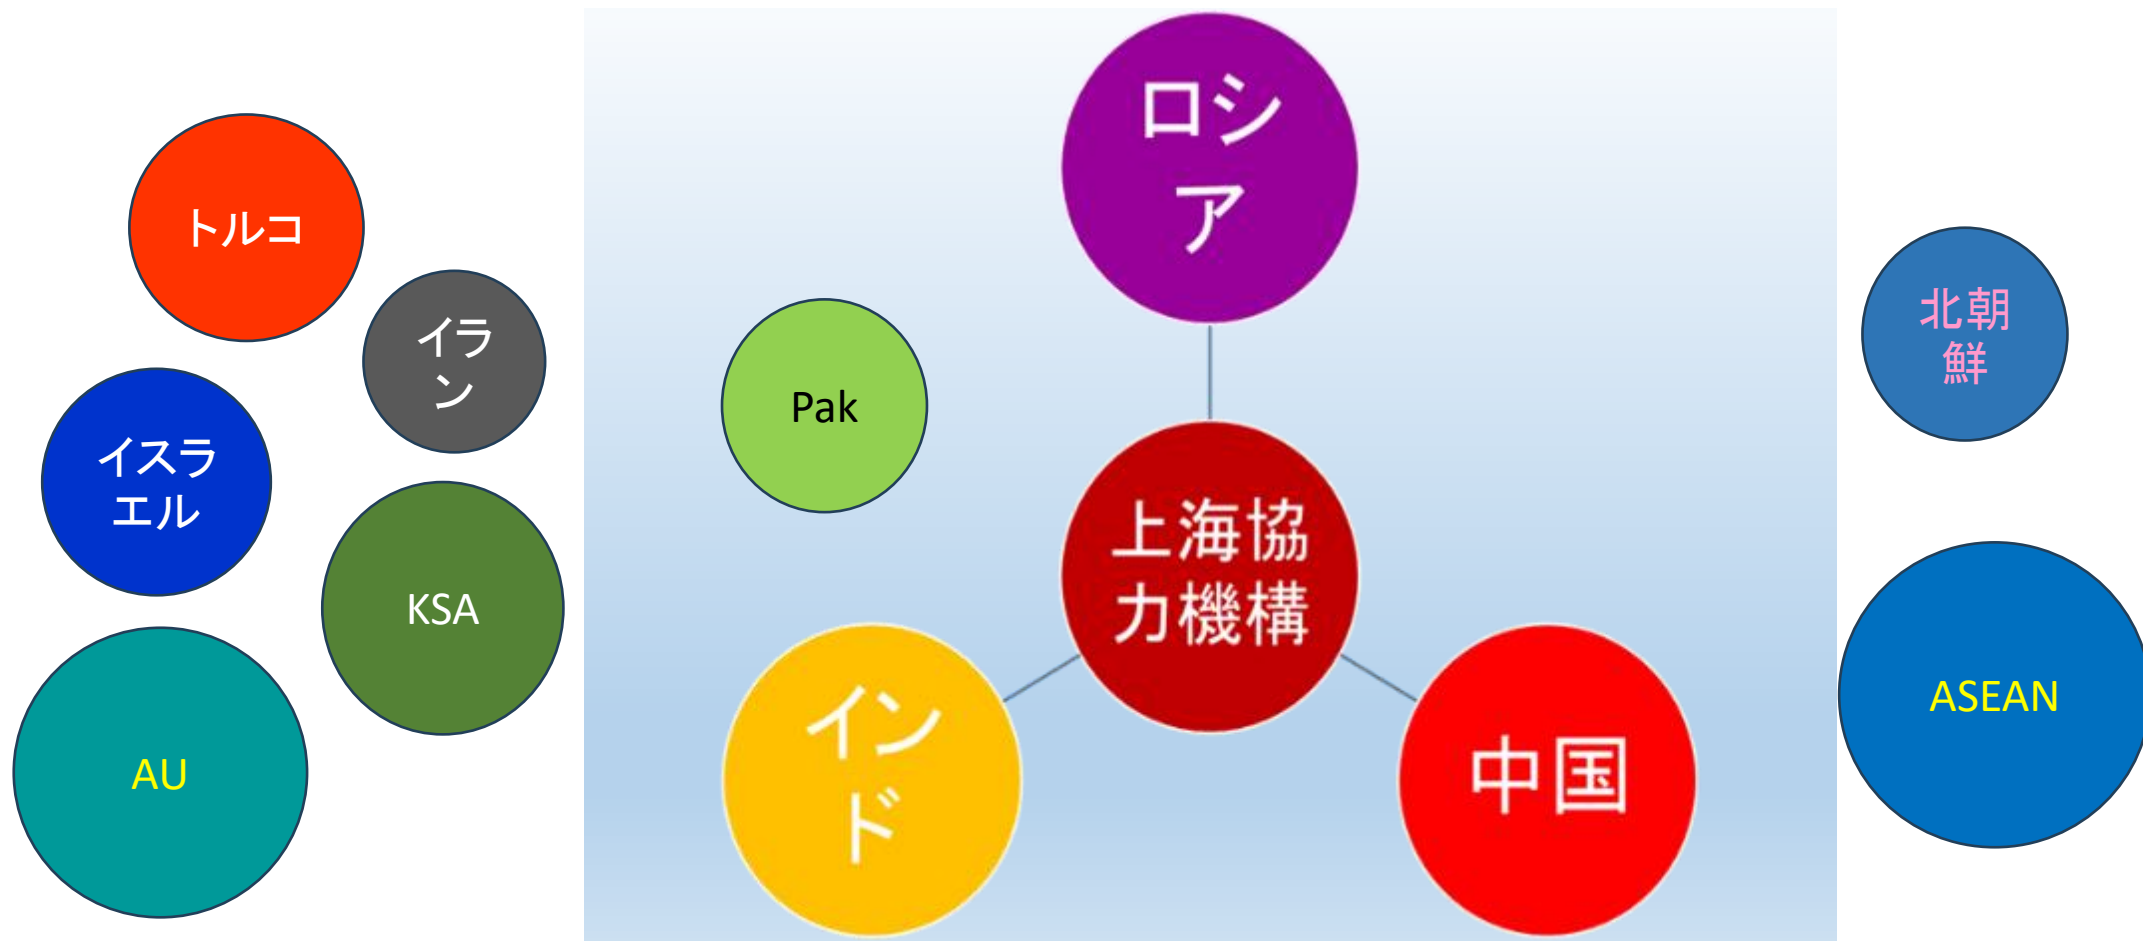 トルコ
イラ
ン
イスラ
エル
KSA
AU
ロシ
ア
Pak
上海協
力機構
イン
ド
中国
北朝
鮮
ASEAN